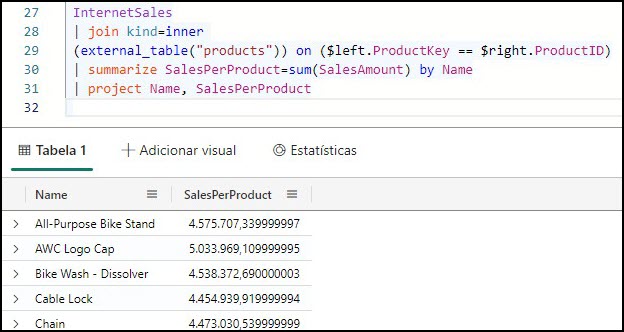 27 InternetSales
28 | join kind=inner
29 (external_table("products")) on ($left.ProductKey == $right.ProductID)
30 | summarize SalesPerProduct=sum(SalesAmount) by Name
31 | project Name, SalesPerProduct
32
Tabela 1 Adicionar visual Estatísticas
Name SalesPerProduct
All-Purpose Bike Stand 4.575.707,339999997
AWC Logo Cap 5.033.969,109999995
Bike Wash - Dissolver 4.538.372,690000003
Cable Lock 4.454.939,919999994
Chain 4.473.030,539999999